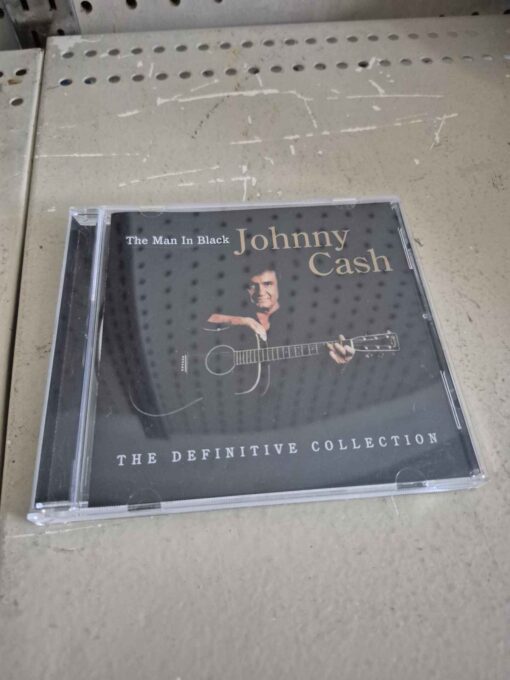 The Man In Black
Johnny
Cash
THE DEFINITIVE COLLECTION